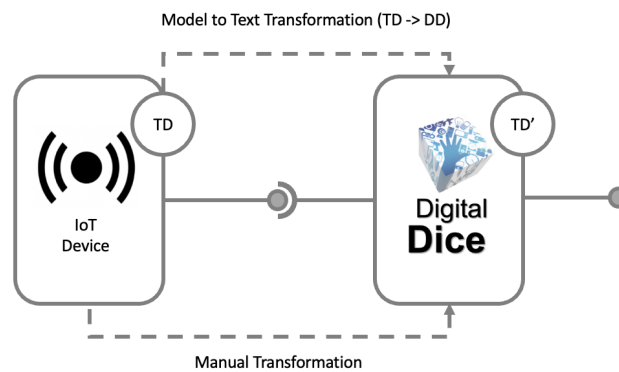 Model to Text Transformation (TD -> DD)
TD
TD'
IoT
Device
Digital
Dice
Manual Transformation